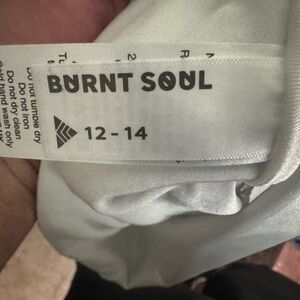 BURNT SOUL
12 - 14
Do not tumble dry
Do not iron
Do not dry clean
hand wash only